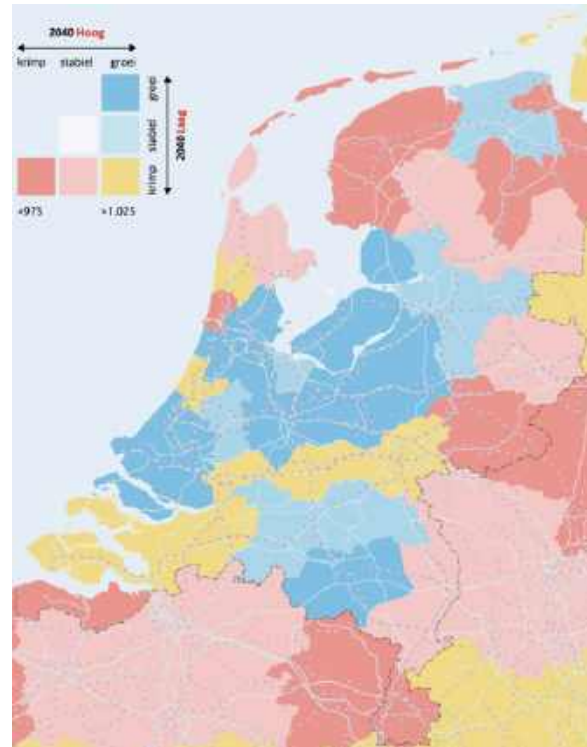 2040 Hoog
krimp stabiel groei
groei
stabiel
krimp
2040 Laag
<975 >1.025